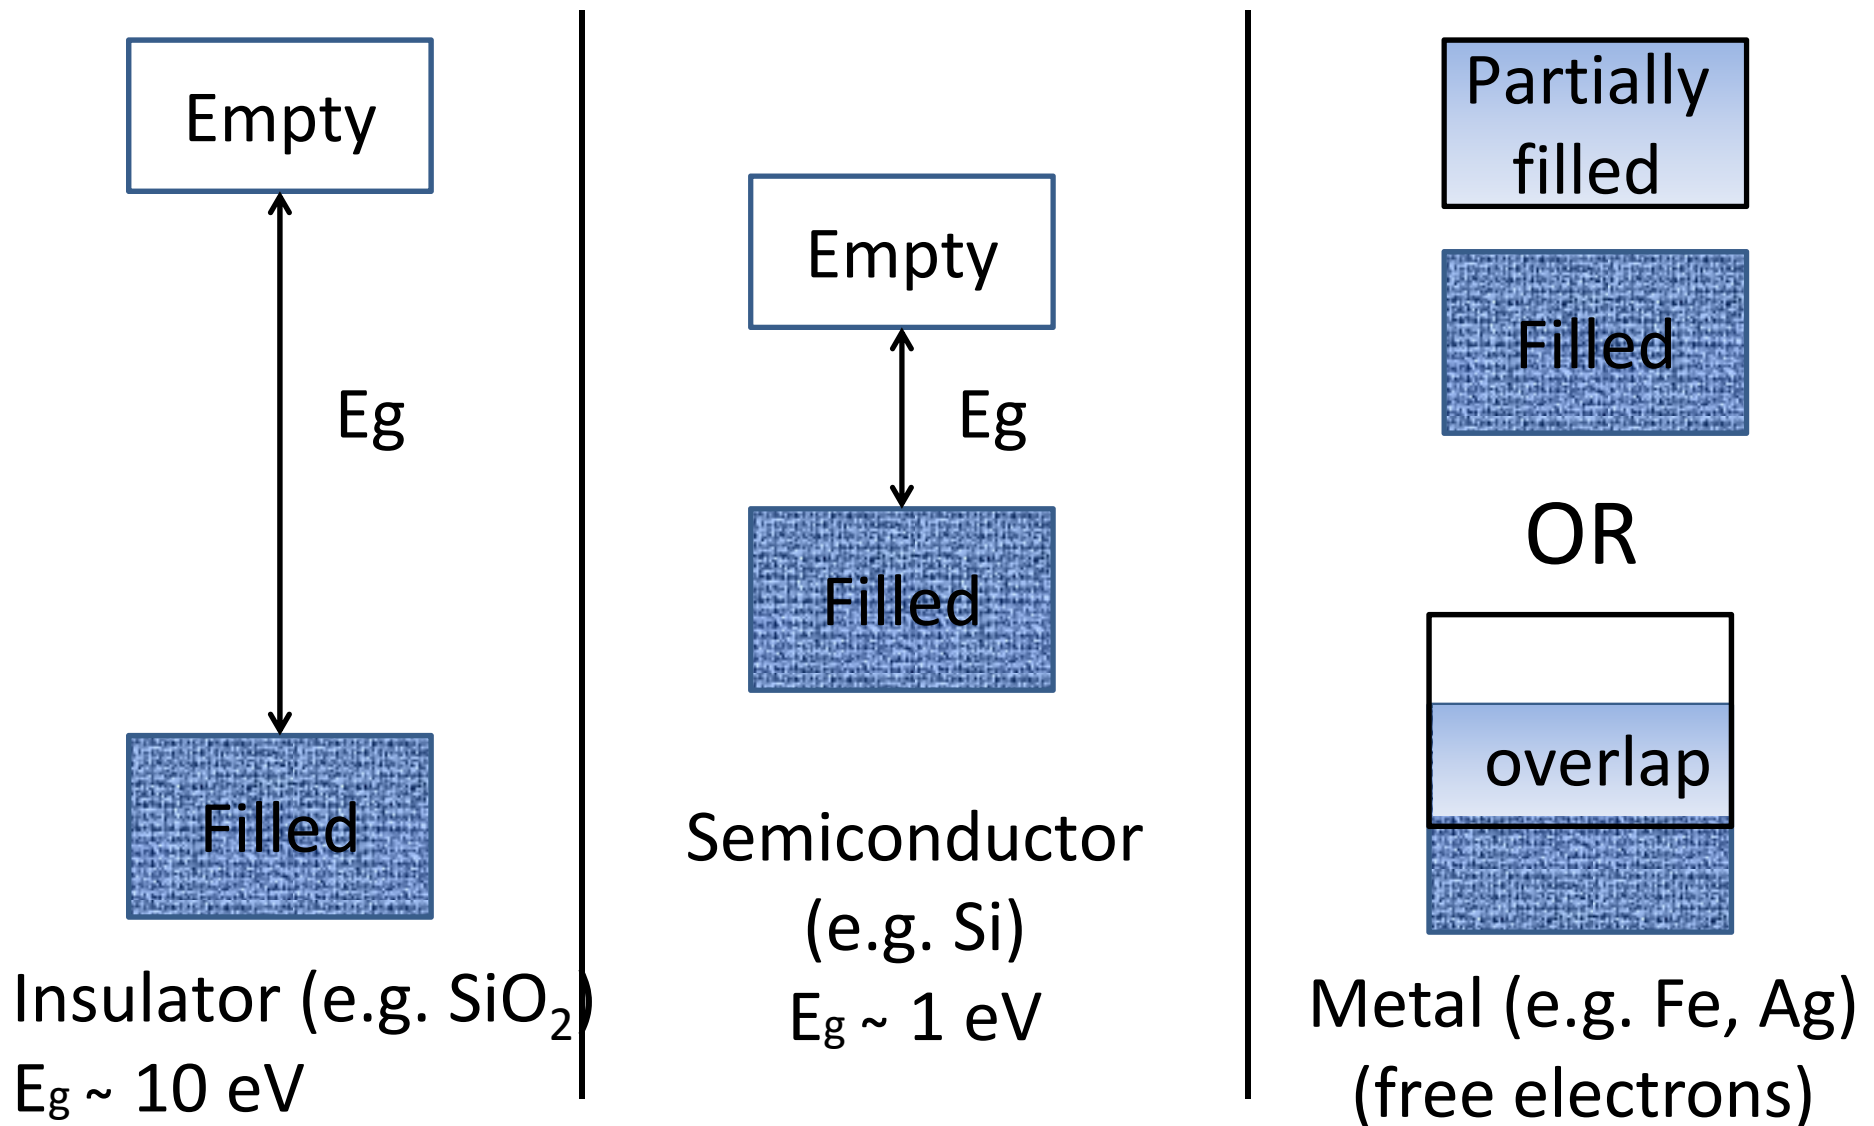 Empty
Eg
Filled
Insulator (e.g. SiO₂)
Eg ~ 10 eV
Empty
Eg
Filled
Semiconductor
(e.g. Si)
Eg ~ 1 eV
Partially
filled
Filled
OR
overlap
Metal (e.g. Fe, Ag)
(free electrons)